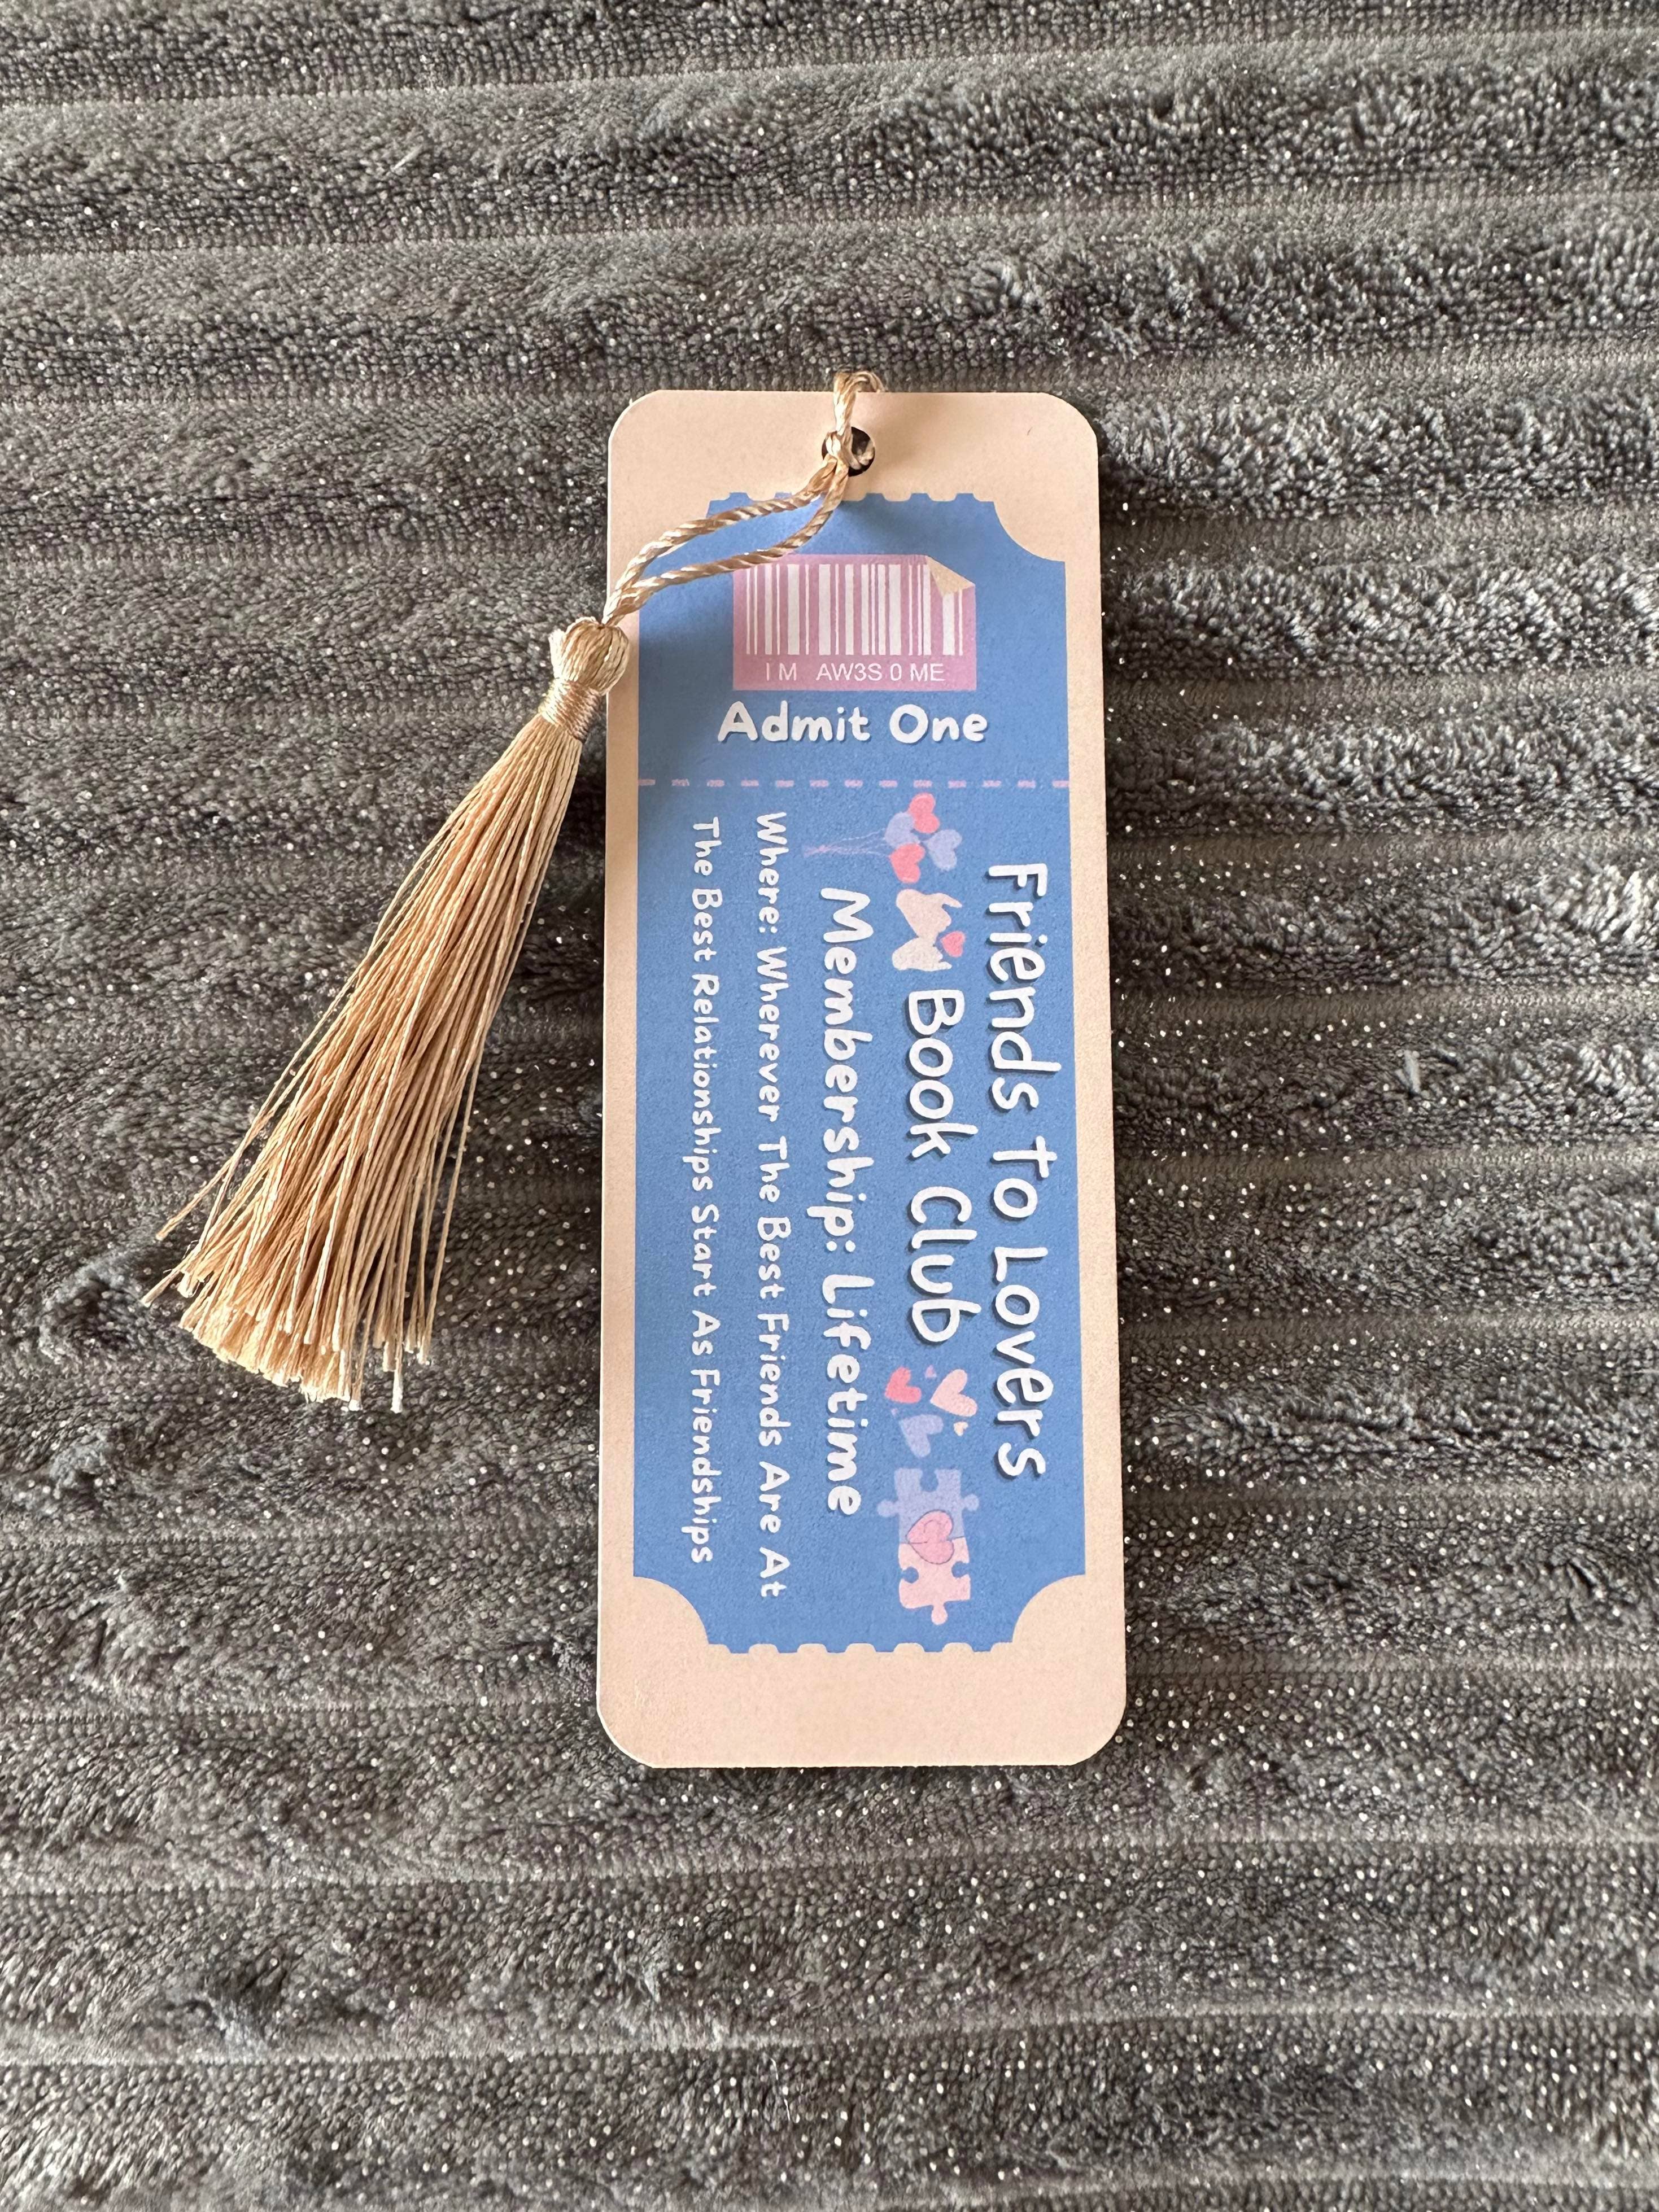 I M AW3S 0 ME
Admit One
Friends To Lovers
Book Club
Membership: Lifetime
Where: Wherever The Best Friends Are At
The Best Relationships Start As Friendships